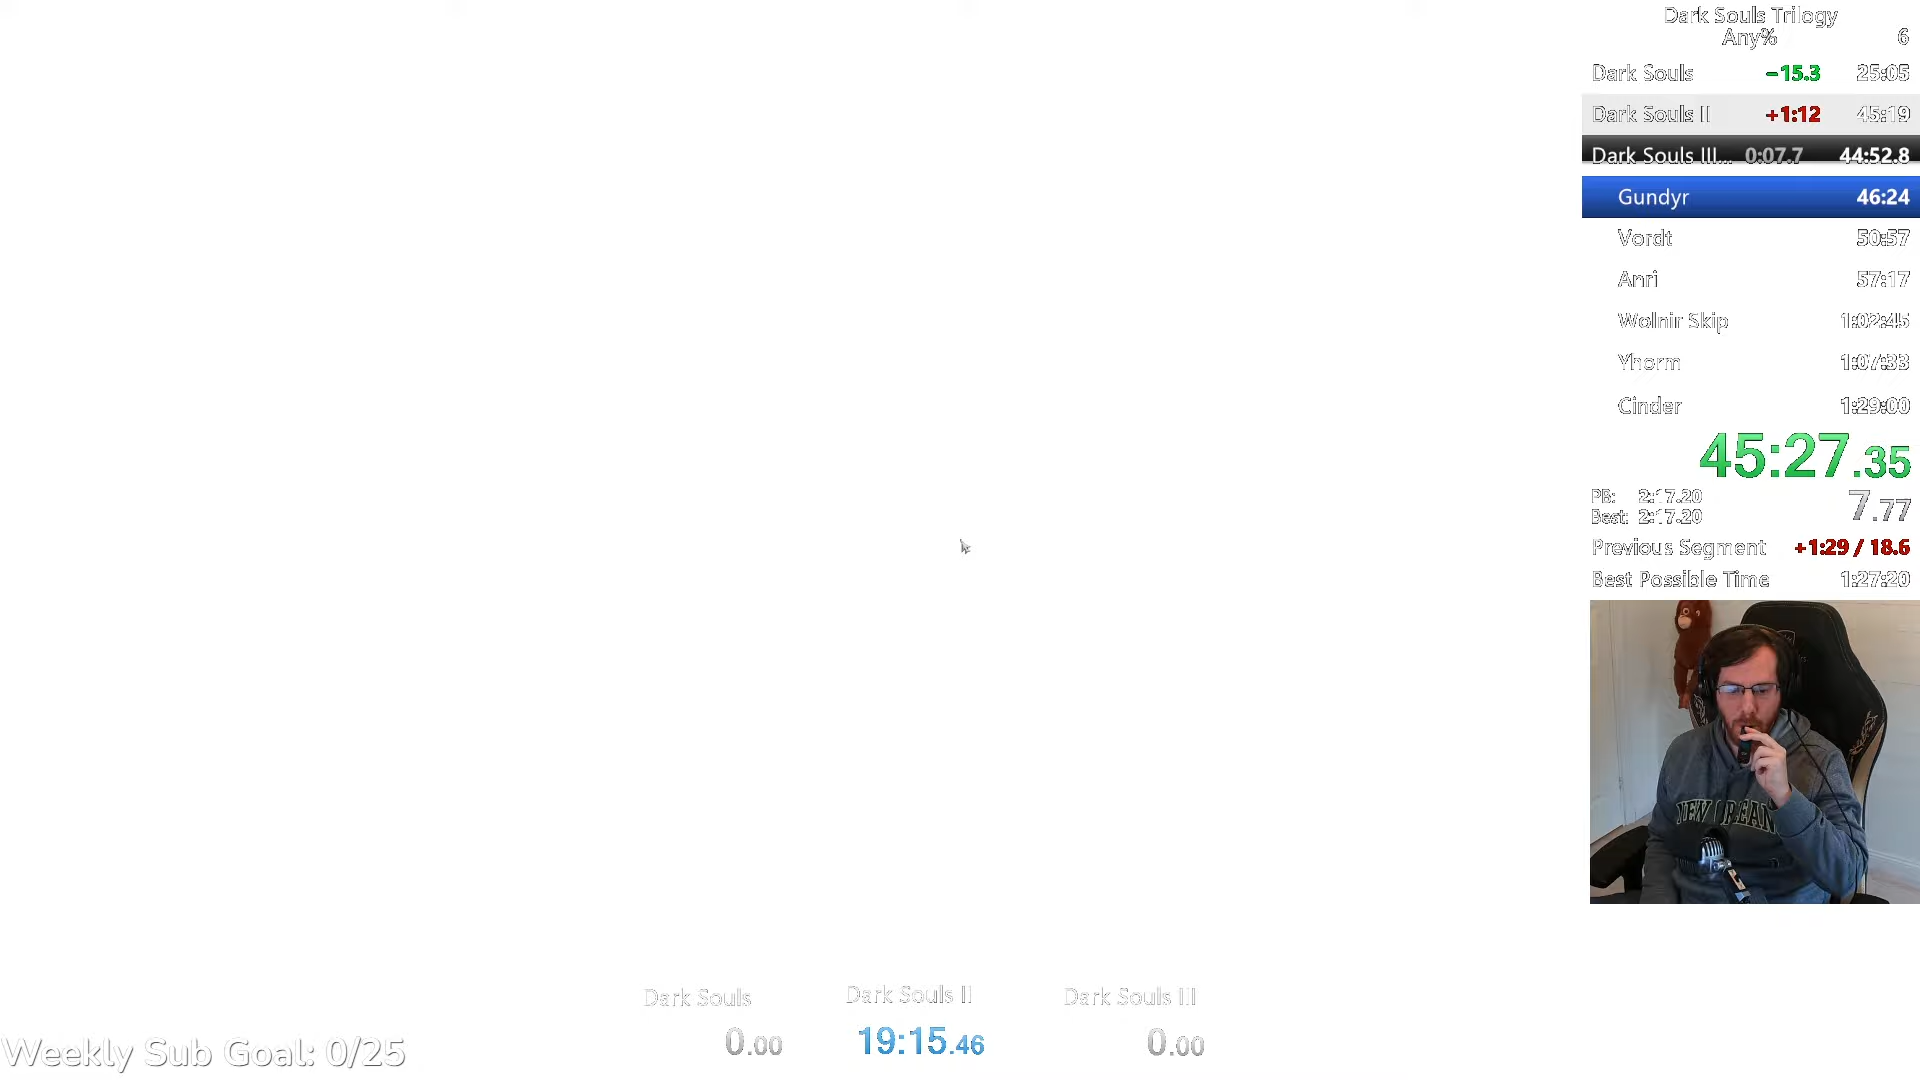 Dark Souls Trilogy
Any% 6
Dark Souls −15.3 25:05
Dark Souls II +1:12 45:19
Dark Souls III... 0:07.7 44:52.8
Gundyr 46:24
Vordt 50:57
Anri 57:17
Wolnir Skip 1:02:45
Yhorm 1:07:33
Cinder 1:29:00
45:27.35
PB: 2:17.20 7.77
Best: 2:17.20
Previous Segment +1:29 / 18.6
Best Possible Time 1:27:20
Dark Souls Dark Souls II Dark Souls III
0.00 19:15.46 0.00
Weekly Sub Goal: 0/25